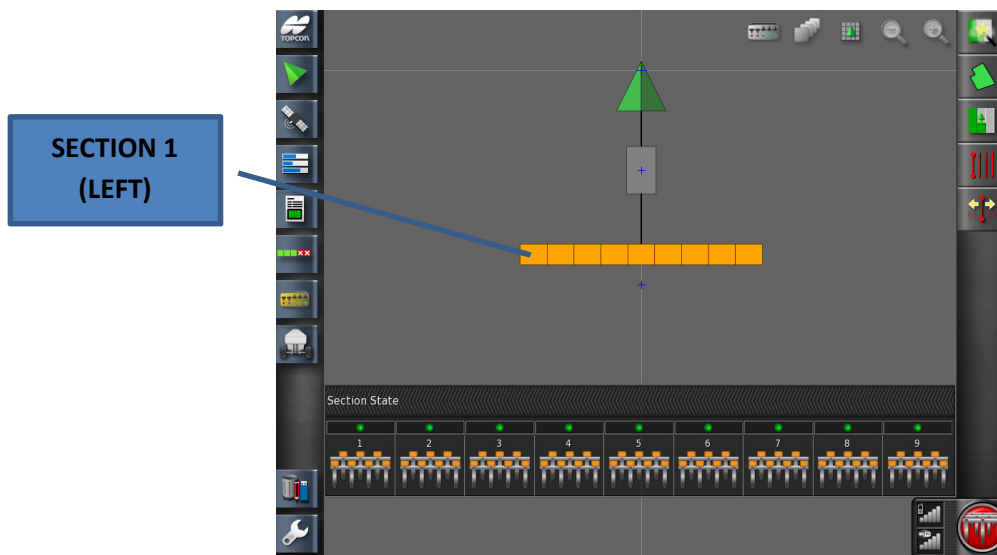 TOPCON
SECTION 1
(LEFT)
Section State
1 2 3 4 5 6 7 8 9